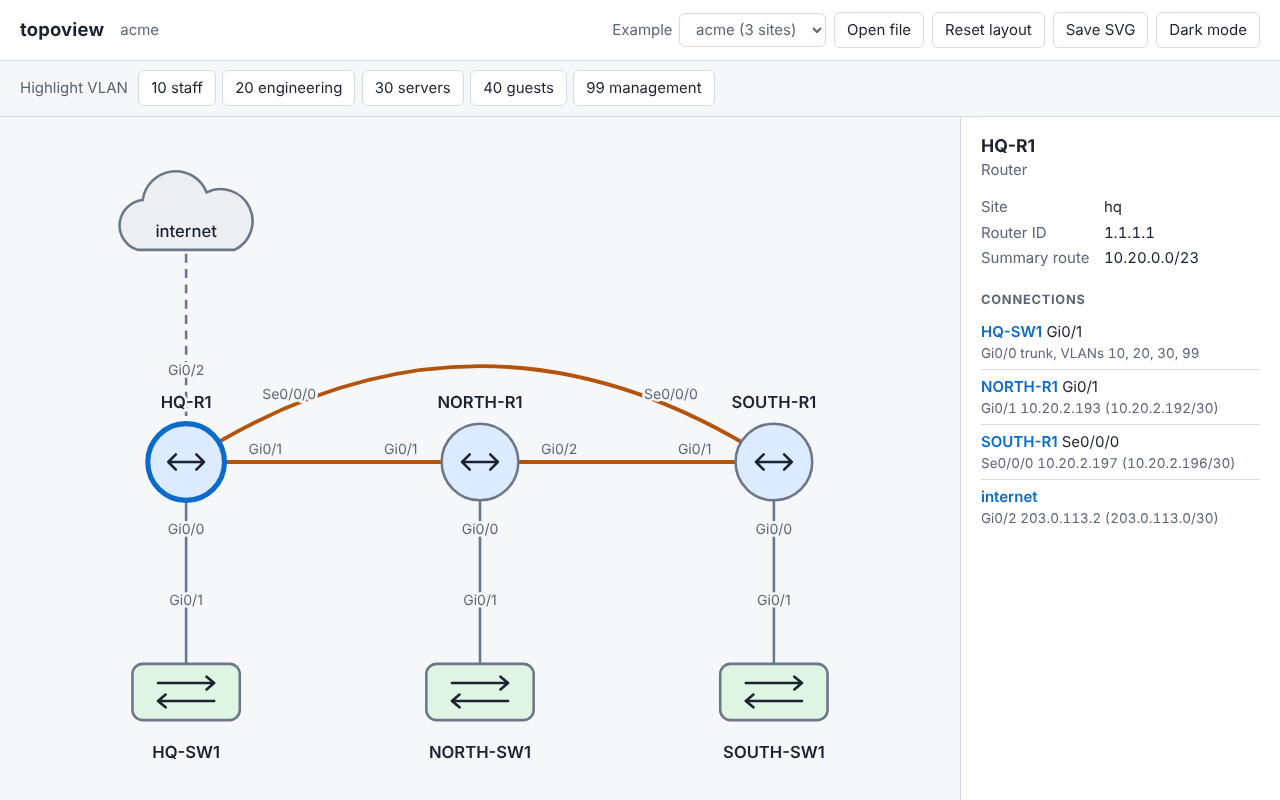 topoview acme Example acme (3 sites) Open file Reset layout Save SVG Dark mode
Highlight VLAN 10 staff 20 engineering 30 servers 40 guests 99 management
internet
Gi0/2
HQ-R1
Se0/0/0
NORTH-R1
Se0/0/0
SOUTH-R1
Gi0/1
Gi0/1
Gi0/2
Gi0/1
Gi0/0
Gi0/0
Gi0/0
Gi0/1
Gi0/1
Gi0/1
HQ-SW1
NORTH-SW1
SOUTH-SW1
HQ-R1
Router
Site hq
Router ID 1.1.1.1
Summary route 10.20.0.0/23
CONNECTIONS
HQ-SW1 Gi0/1
Gi0/0 trunk, VLANs 10, 20, 30, 99
NORTH-R1 Gi0/1
Gi0/1 10.20.2.193 (10.20.2.192/30)
SOUTH-R1 Se0/0/0
Se0/0/0 10.20.2.197 (10.20.2.196/30)
internet
Gi0/2 203.0.113.2 (203.0.113.0/30)